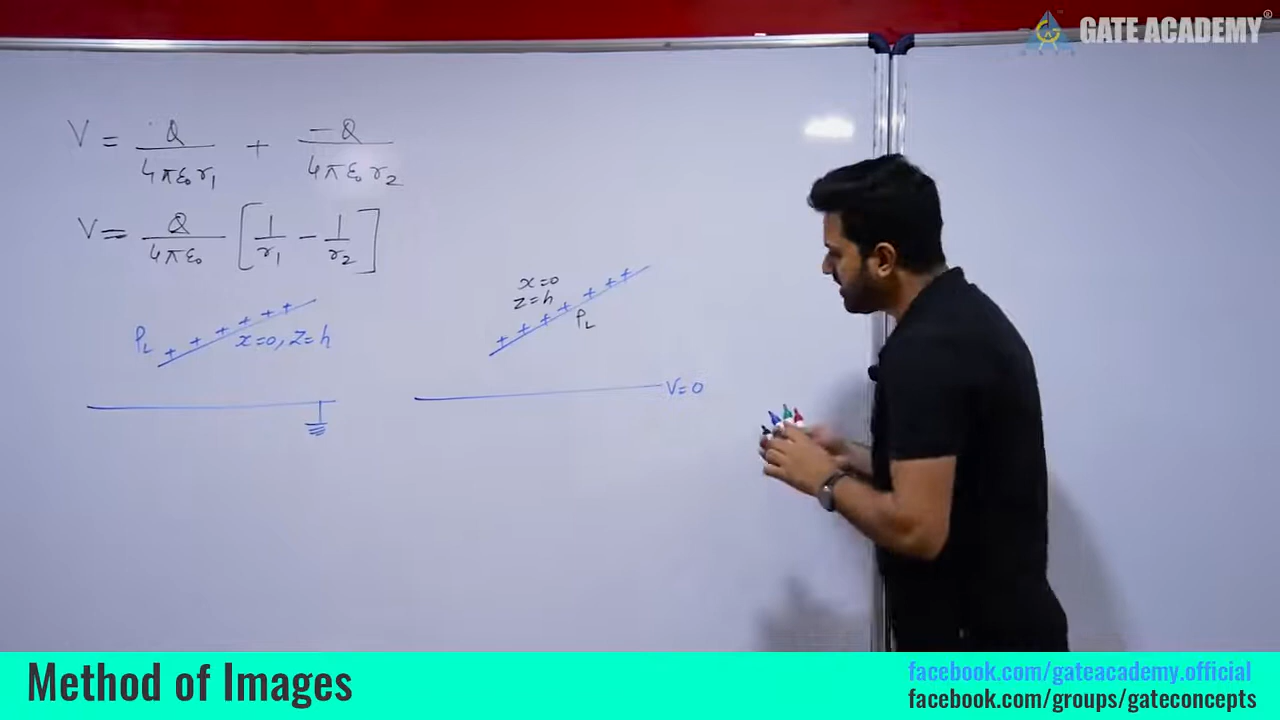 GATE ACADEMY®
V = Q/4πε₀r₁ + -Q/4πε₀r₂
V = Q/4πε₀ [1/r₁ - 1/r₂]
x=0
z=h
ρL
ρL
x=0, z=h
V=0
Method of Images
facebook.com/gateacademy.official
facebook.com/groups/gateconcepts